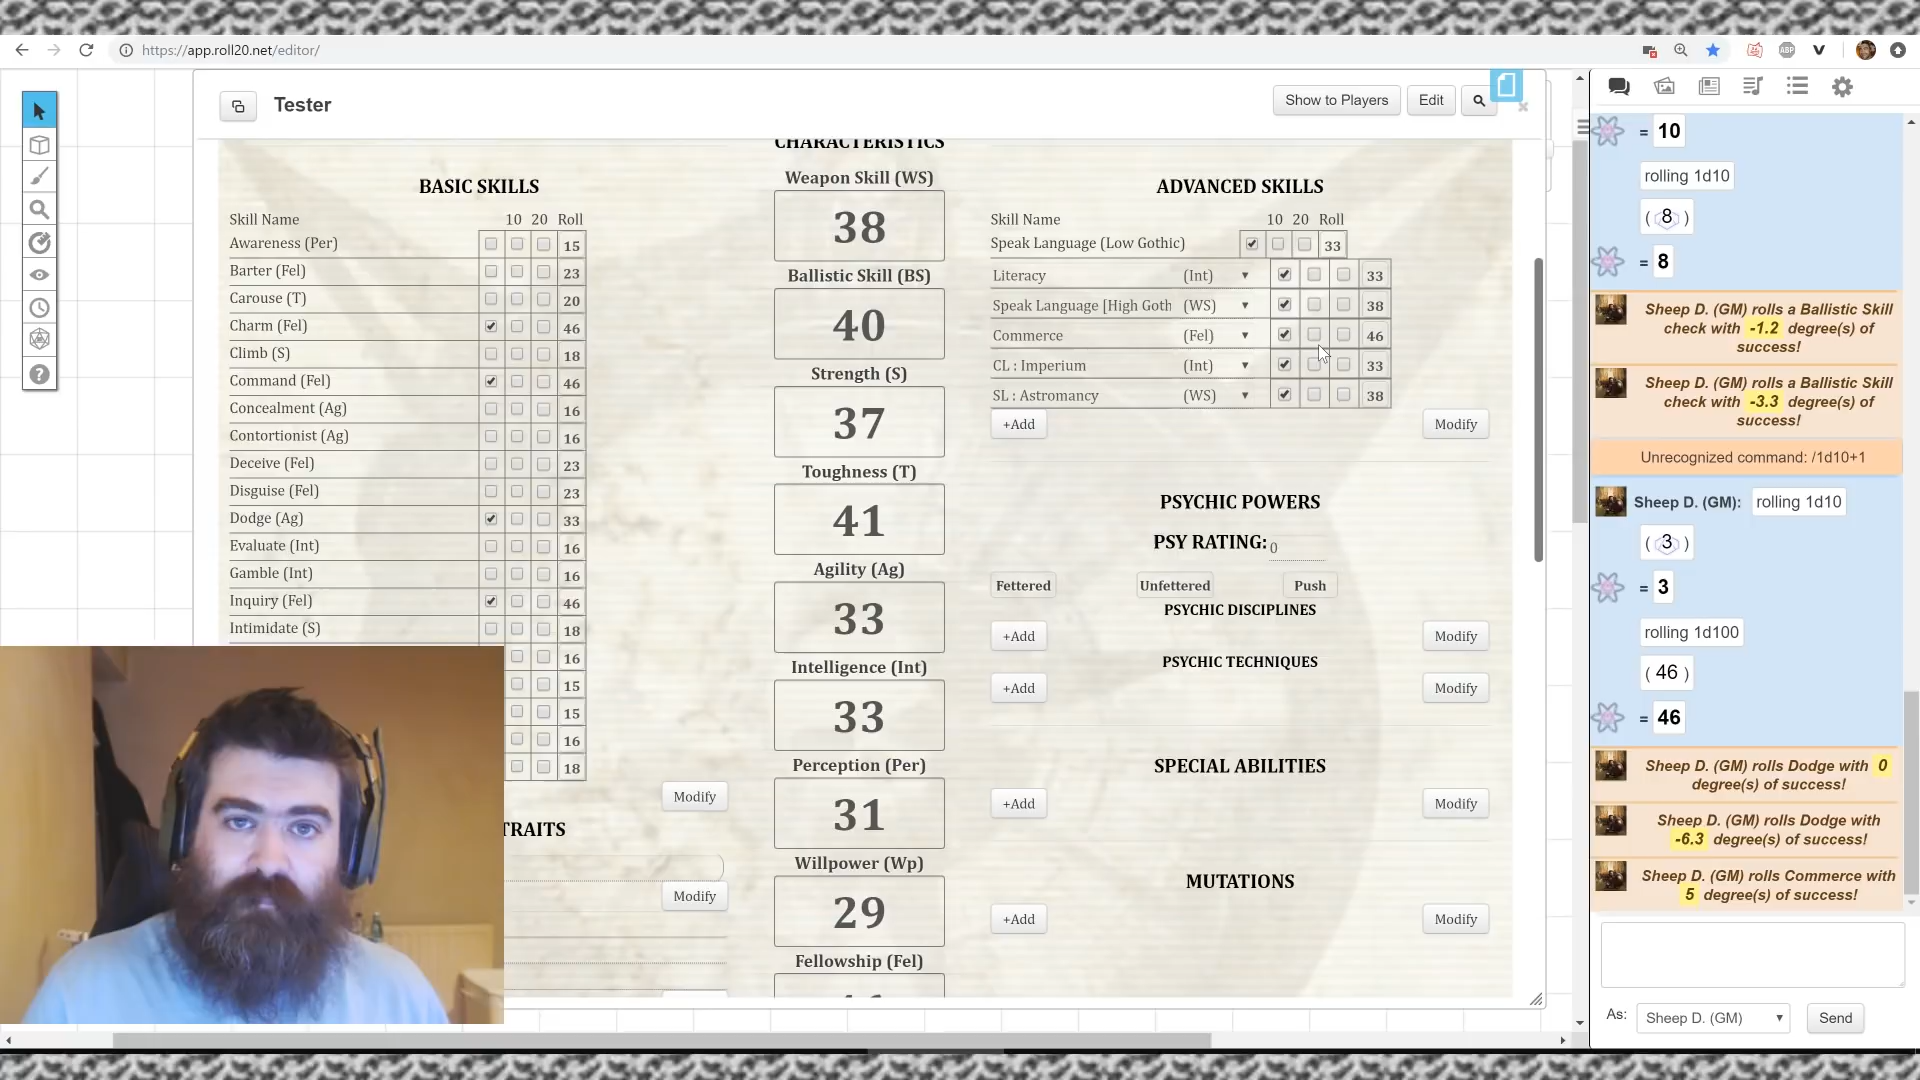 https://app.roll20.net/editor/
ABP
Tester
Show to Players
Edit
CHARACTERISTICS
BASIC SKILLS
Skill Name 10 20 Roll
Awareness (Per) 15
Barter (Fel) 23
Carouse (T) 20
Charm (Fel) 46
Climb (S) 18
Command (Fel) 46
Concealment (Ag) 16
Contortionist (Ag) 16
Deceive (Fel) 23
Disguise (Fel) 23
Dodge (Ag) 33
Evaluate (Int) 16
Gamble (Int) 16
Inquiry (Fel) 46
Intimidate (S) 18
16
15
15
16
18
Modify
TRAITS
Modify
Weapon Skill (WS)
38
Ballistic Skill (BS)
40
Strength (S)
37
Toughness (T)
41
Agility (Ag)
33
Intelligence (Int)
33
Perception (Per)
31
Willpower (Wp)
29
Fellowship (Fel)
ADVANCED SKILLS
Skill Name 10 20 Roll
Speak Language (Low Gothic) 33
Literacy (Int) 33
Speak Language [High Goth (WS) 38
Commerce (Fel) 46
CL : Imperium (Int) 33
SL : Astromancy (WS) 38
+Add Modify
PSYCHIC POWERS
PSY RATING: 0
Fettered Unfettered Push
PSYCHIC DISCIPLINES
+Add Modify
PSYCHIC TECHNIQUES
+Add Modify
SPECIAL ABILITIES
+Add Modify
MUTATIONS
+Add Modify
= 10
rolling 1d10
( 8 )
= 8
Sheep D. (GM) rolls a Ballistic Skill
check with -1.2 degree(s) of
success!
Sheep D. (GM) rolls a Ballistic Skill
check with -3.3 degree(s) of
success!
Unrecognized command: /1d10+1
Sheep D. (GM): rolling 1d10
( 3 )
= 3
rolling 1d100
( 46 )
= 46
Sheep D. (GM) rolls Dodge with 0
degree(s) of success!
Sheep D. (GM) rolls Dodge with
-6.3 degree(s) of success!
Sheep D. (GM) rolls Commerce with
5 degree(s) of success!
As: Sheep D. (GM) Send